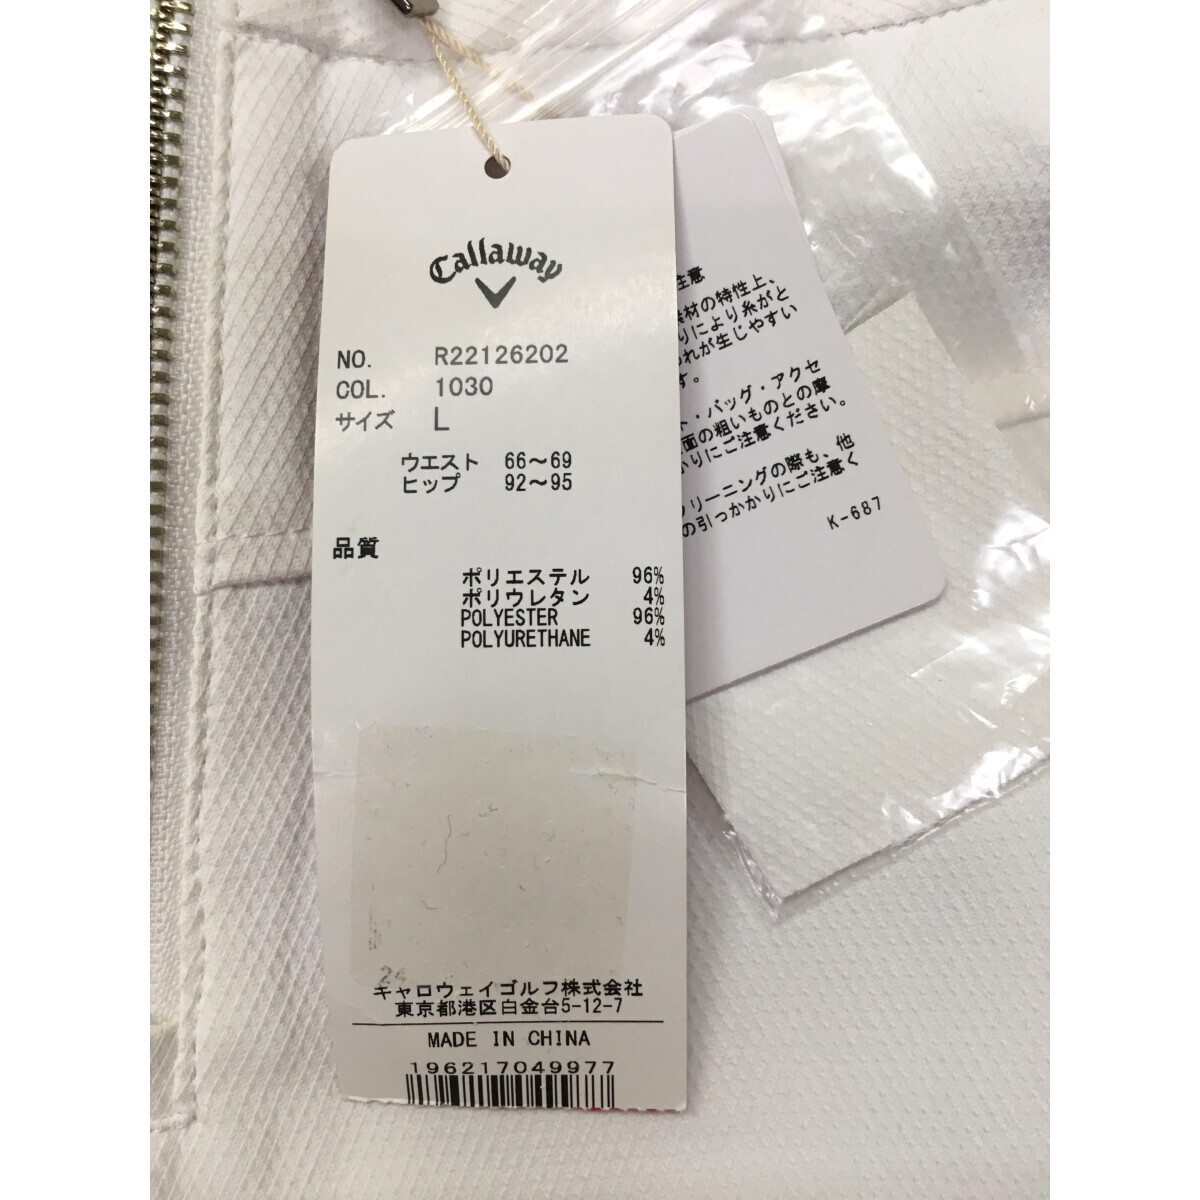 Callaway
NO. R22126202
COL. 1030
サイズ L
ウエスト 66〜69
ヒップ 92〜95
品質
ポリエステル 96%
ポリウレタン 4%
POLYESTER 96%
POLYURETHANE 4%
24
キャロウェイゴルフ株式会社
東京都港区白金台5-12-7
MADE IN CHINA
196217049977
注意
素材の特性上、
りにより糸がと
れが生じやすい
す。
ト・バッグ・アクセ
面の粗いものとの摩
かりにご注意ください。
クリーニングの際も、他
の引っかかりにご注意く
K-687